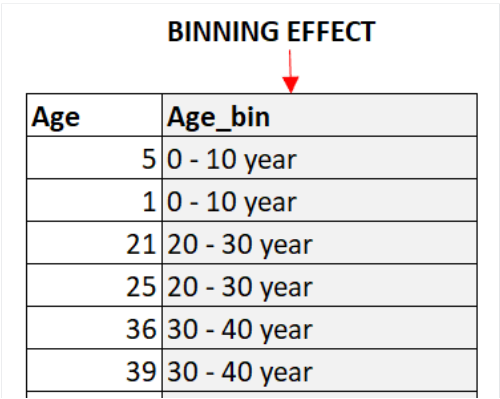 BINNING EFFECT
Age Age_bin
5 0 - 10 year
1 0 - 10 year
21 20 - 30 year
25 20 - 30 year
36 30 - 40 year
39 30 - 40 year